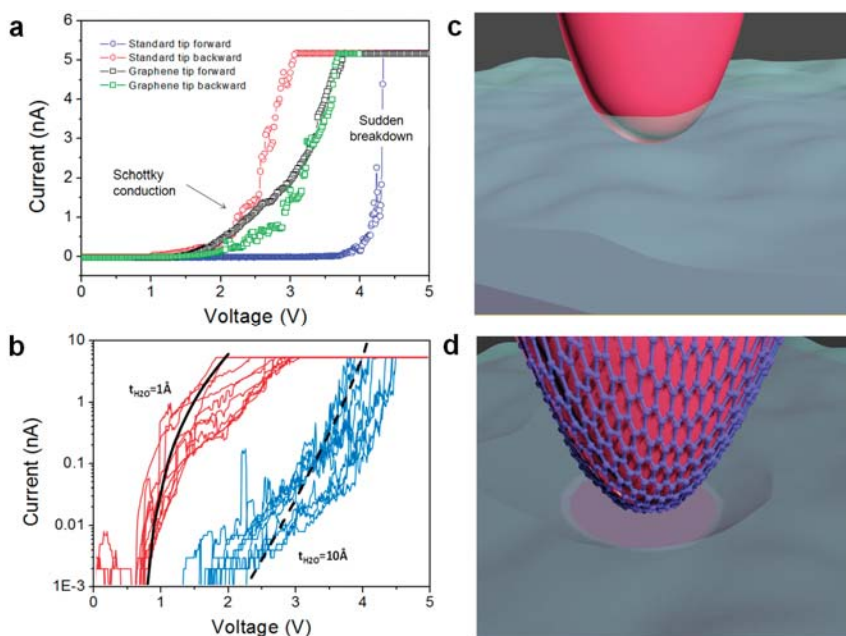 a
Standard tip forward
Standard tip backward
Graphene tip forward
Graphene tip backward
Schottky
conduction
Sudden
breakdown
Current (nA)
6
5
4
3
2
1
0
0 1 2 3 4 5
Voltage (V)
b
tH2O=1Å
tH2O=10Å
Current (nA)
10
1
0.1
0.01
1E-3
0 1 2 3 4 5
Voltage (V)
c
d